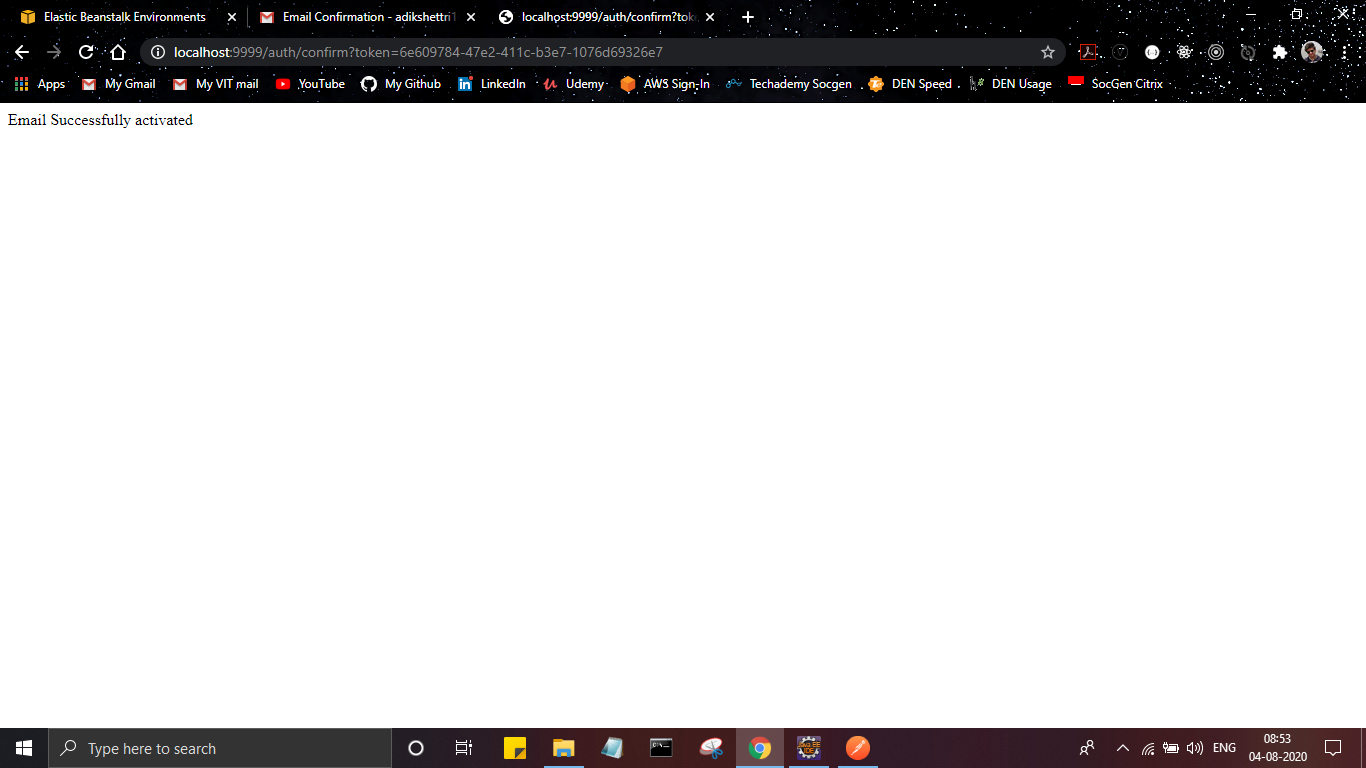 Elastic Beanstalk Environments
Email Confirmation - adikshettri1
localhost:9999/auth/confirm?tok
localhost:9999/auth/confirm?token=6e609784-47e2-411c-b3e7-1076d69326e7
Apps My Gmail My VIT mail YouTube My Github LinkedIn Udemy AWS Sign-In Techademy Socgen DEN Speed DEN Usage SocGen Citrix
Email Successfully activated
Type here to search
ENG
08:53
04-08-2020